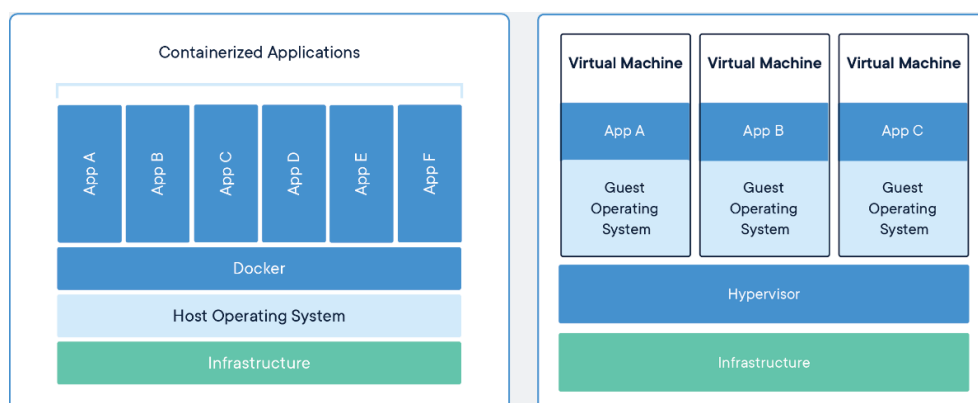 Containerized Applications
App A
App B
App C
App D
App E
App F
Docker
Host Operating System
Infrastructure
Virtual Machine
App A
Guest
Operating
System
Virtual Machine
App B
Guest
Operating
System
Virtual Machine
App C
Guest
Operating
System
Hypervisor
Infrastructure